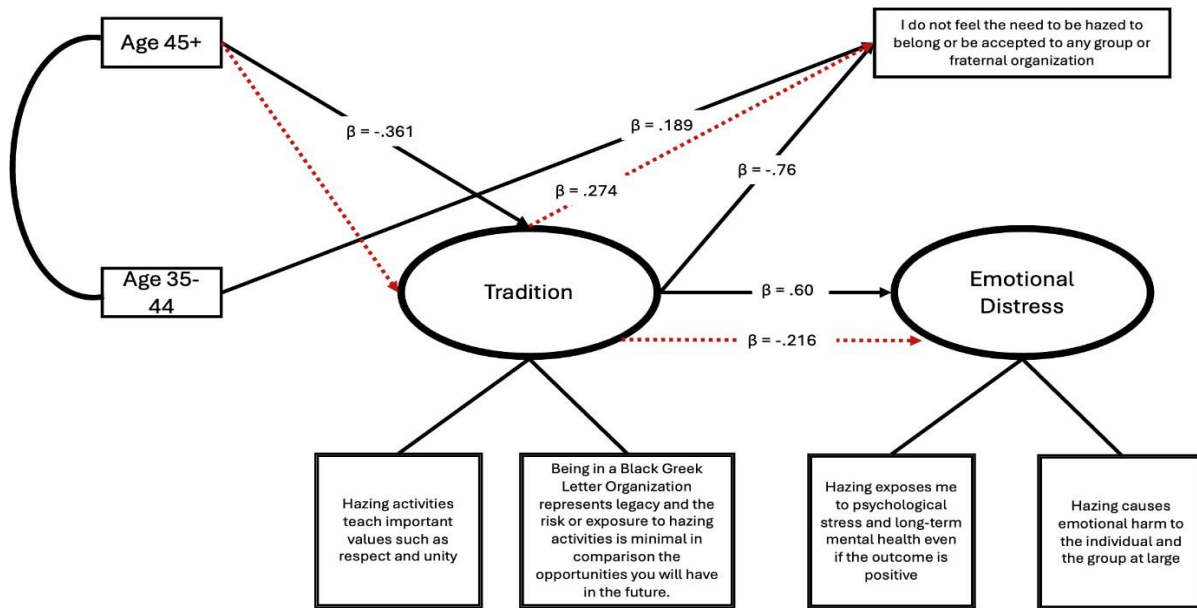 Age 45+
I do not feel the need to be hazed to
belong or be accepted to any group or
fraternal organization
β = -.361
β = .189
β = .274
β = -.76
Age 35-
44
Tradition
β = .60
β = -.216
Emotional
Distress
Hazing activities
teach important
values such as
respect and unity
Being in a Black Greek
Letter Organization
represents legacy and the
risk or exposure to hazing
activities is minimal in
comparison the
opportunities you will have
in the future.
Hazing exposes me
to psychological
stress and long-term
mental health even
if the outcome is
positive
Hazing causes
emotional harm to
the individual and
the group at large